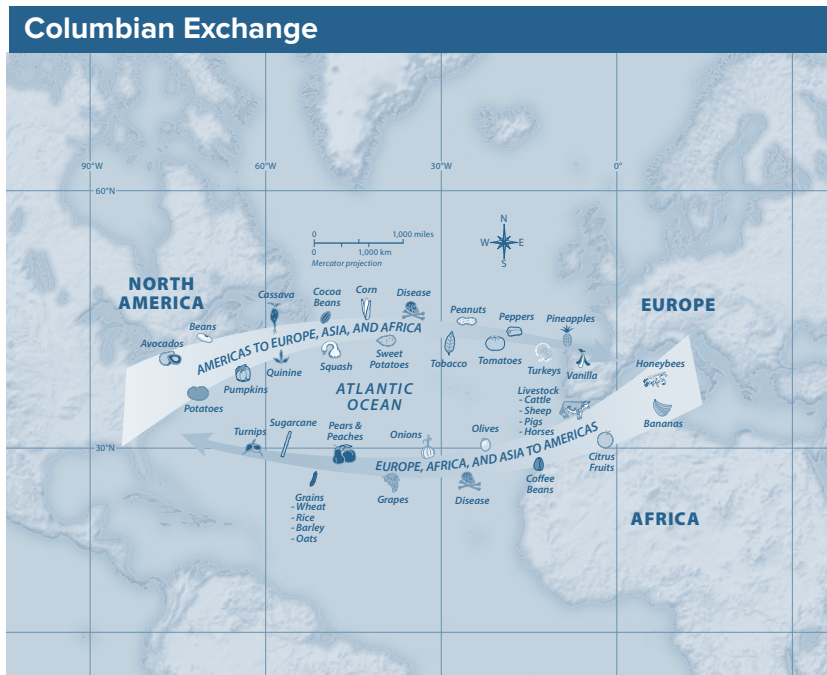 Columbian Exchange
90°W
60°W
30°W
0°
60°N
0
1,000 miles
0
1,000 km
Mercator projection
N
W
E
S
NORTH
AMERICA
EUROPE
Cassava
Cocoa
Beans
Corn
Disease
Peanuts
Peppers
Pineapples
Beans
Avocados
AMERICAS TO EUROPE, ASIA, AND AFRICA
Quinine
Squash
Sweet
Potatoes
Tobacco
Tomatoes
Turkeys
Vanilla
Honeybees
Pumpkins
Potatoes
ATLANTIC
OCEAN
Livestock
- Cattle
- Sheep
- Pigs
- Horses
Bananas
Turnips
Sugarcane
Pears &
Peaches
Onions
Olives
30°N
EUROPE, AFRICA, AND ASIA TO AMERICAS
Citrus
Fruits
Grains
- Wheat
- Rice
- Barley
- Oats
Grapes
Disease
Coffee
Beans
AFRICA